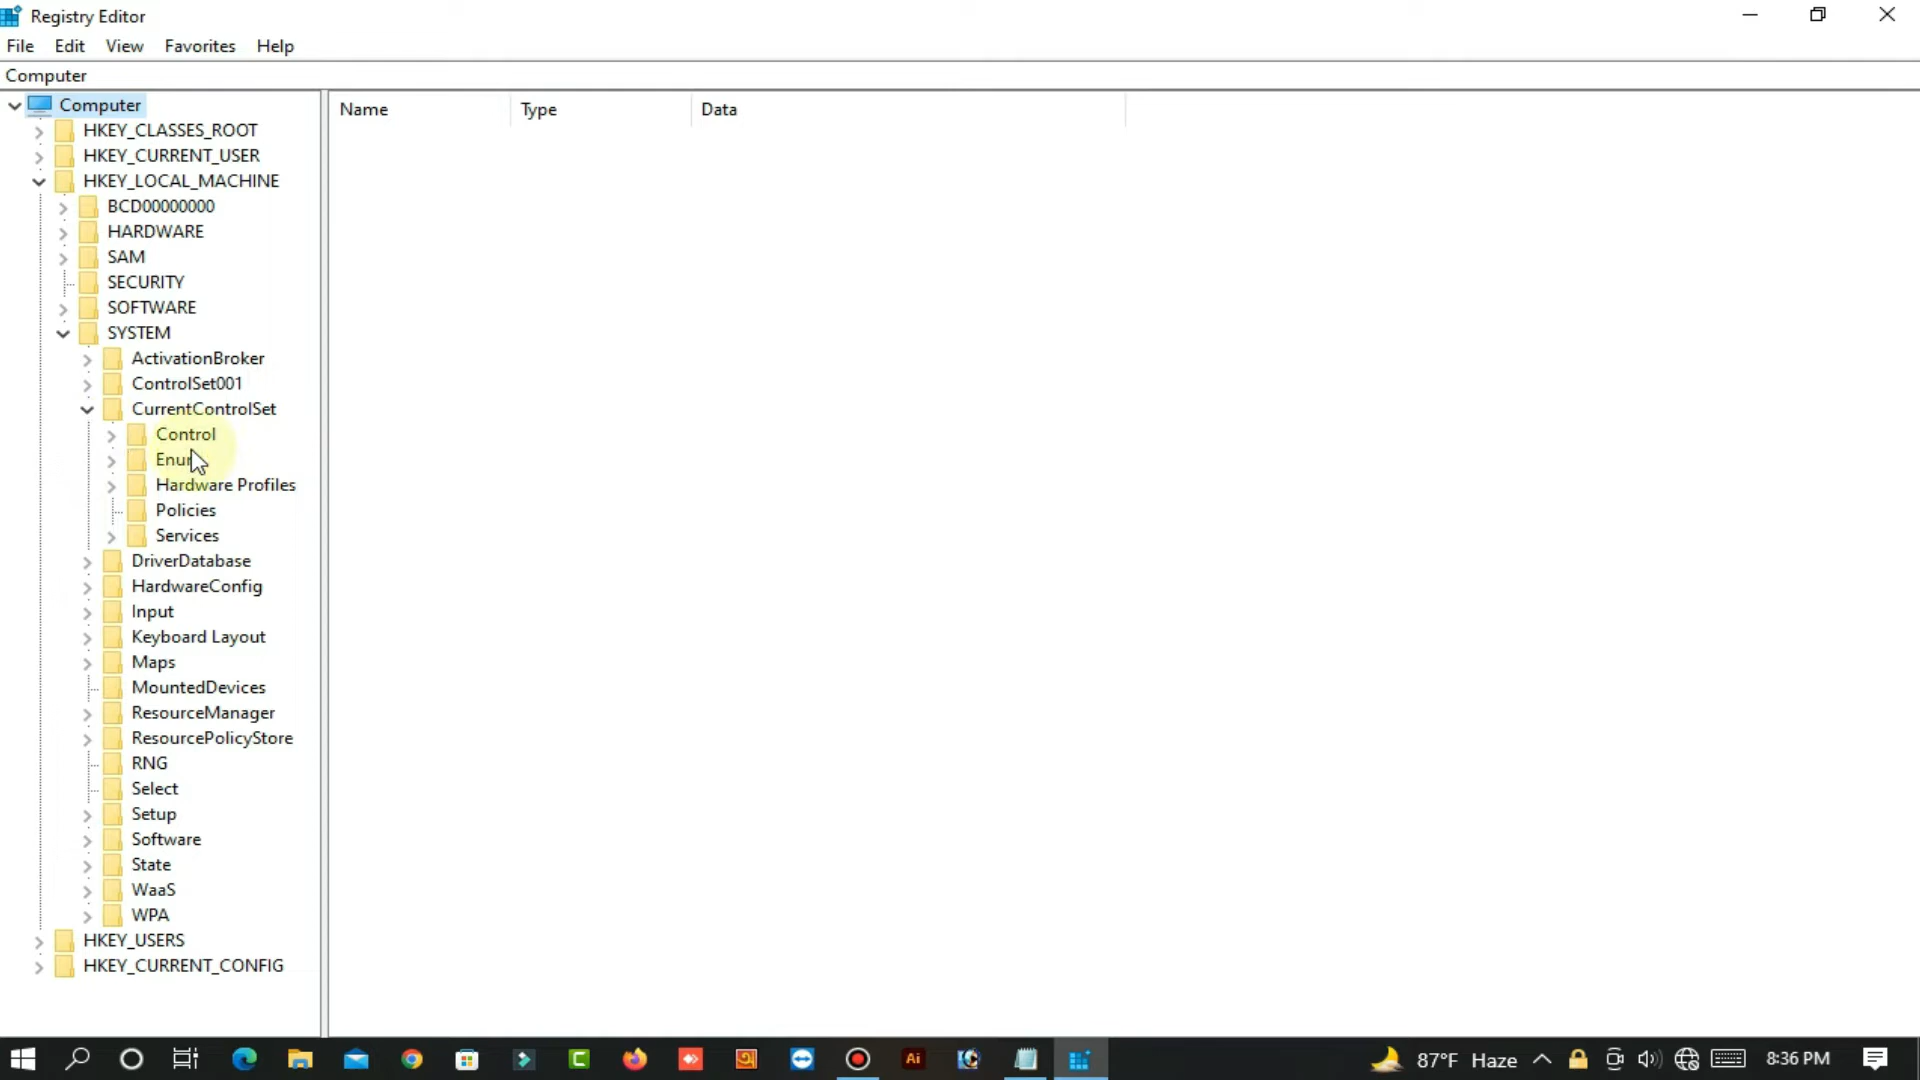 Registry Editor
File Edit View Favorites Help
Computer
Computer
HKEY_CLASSES_ROOT
HKEY_CURRENT_USER
HKEY_LOCAL_MACHINE
BCD00000000
HARDWARE
SAM
SECURITY
SOFTWARE
SYSTEM
ActivationBroker
ControlSet001
CurrentControlSet
Control
Enum
Hardware Profiles
Policies
Services
DriverDatabase
HardwareConfig
Input
Keyboard Layout
Maps
MountedDevices
ResourceManager
ResourcePolicyStore
RNG
Select
Setup
Software
State
WaaS
WPA
HKEY_USERS
HKEY_CURRENT_CONFIG
Name Type Data
Ai
C
87°F Haze
8:36 PM